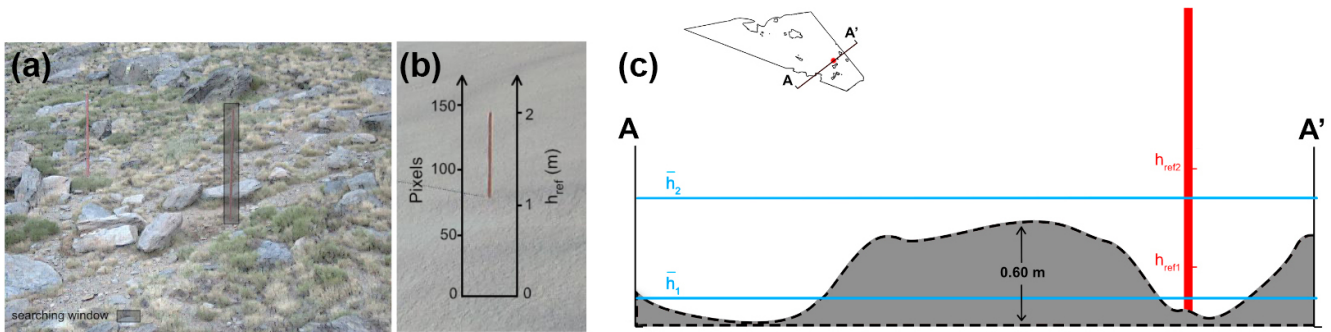 (a)
searching window
(b)
150
100
50
0
Pixels
2
1
0
h_ref (m)
(c)
A'
A
A
A'
h̅₂
h_ref2
h̅₁
h_ref1
0.60 m